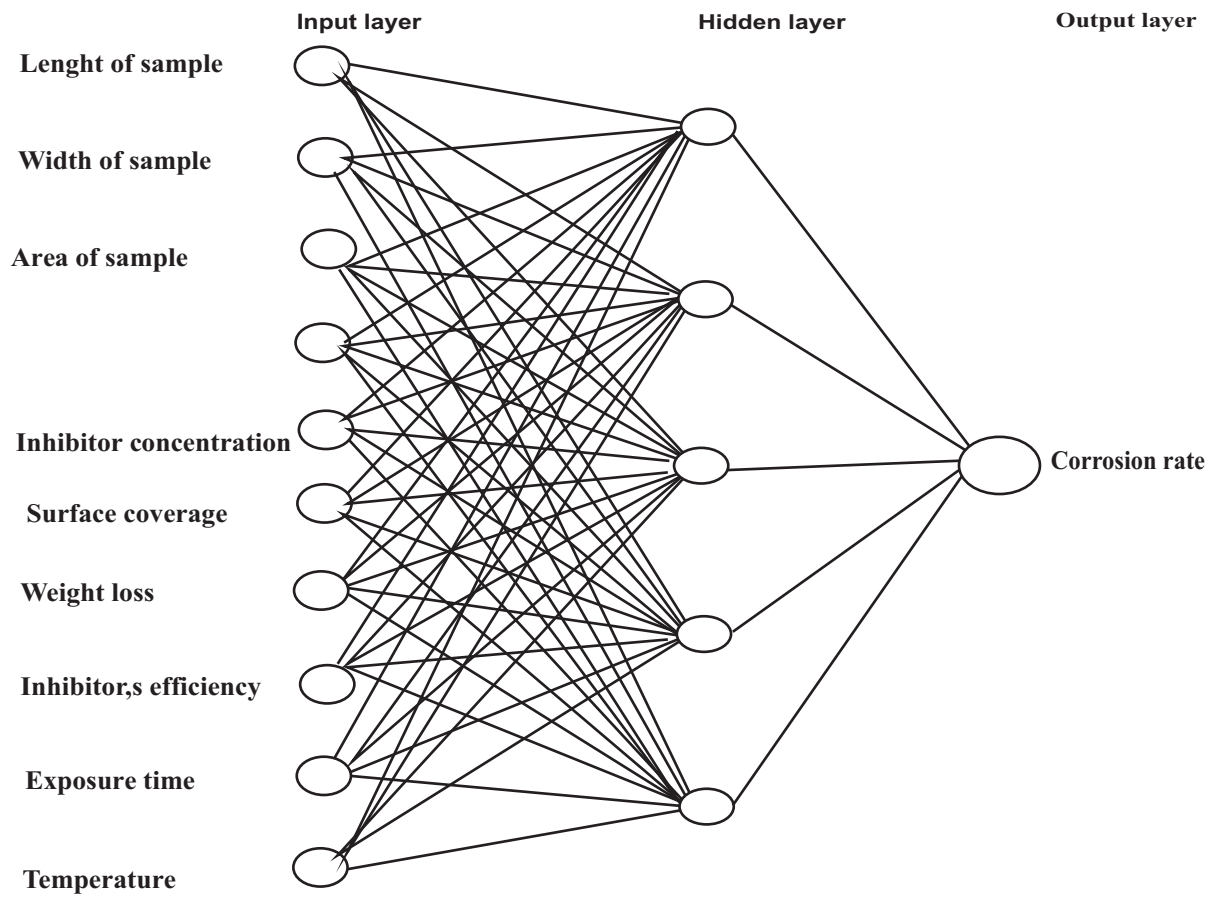 Input layer
Hidden layer
Output layer
Lenght of sample
Width of sample
Area of sample
Inhibitor concentration
Surface coverage
Weight loss
Inhibitor,s efficiency
Exposure time
Temperature
Corrosion rate